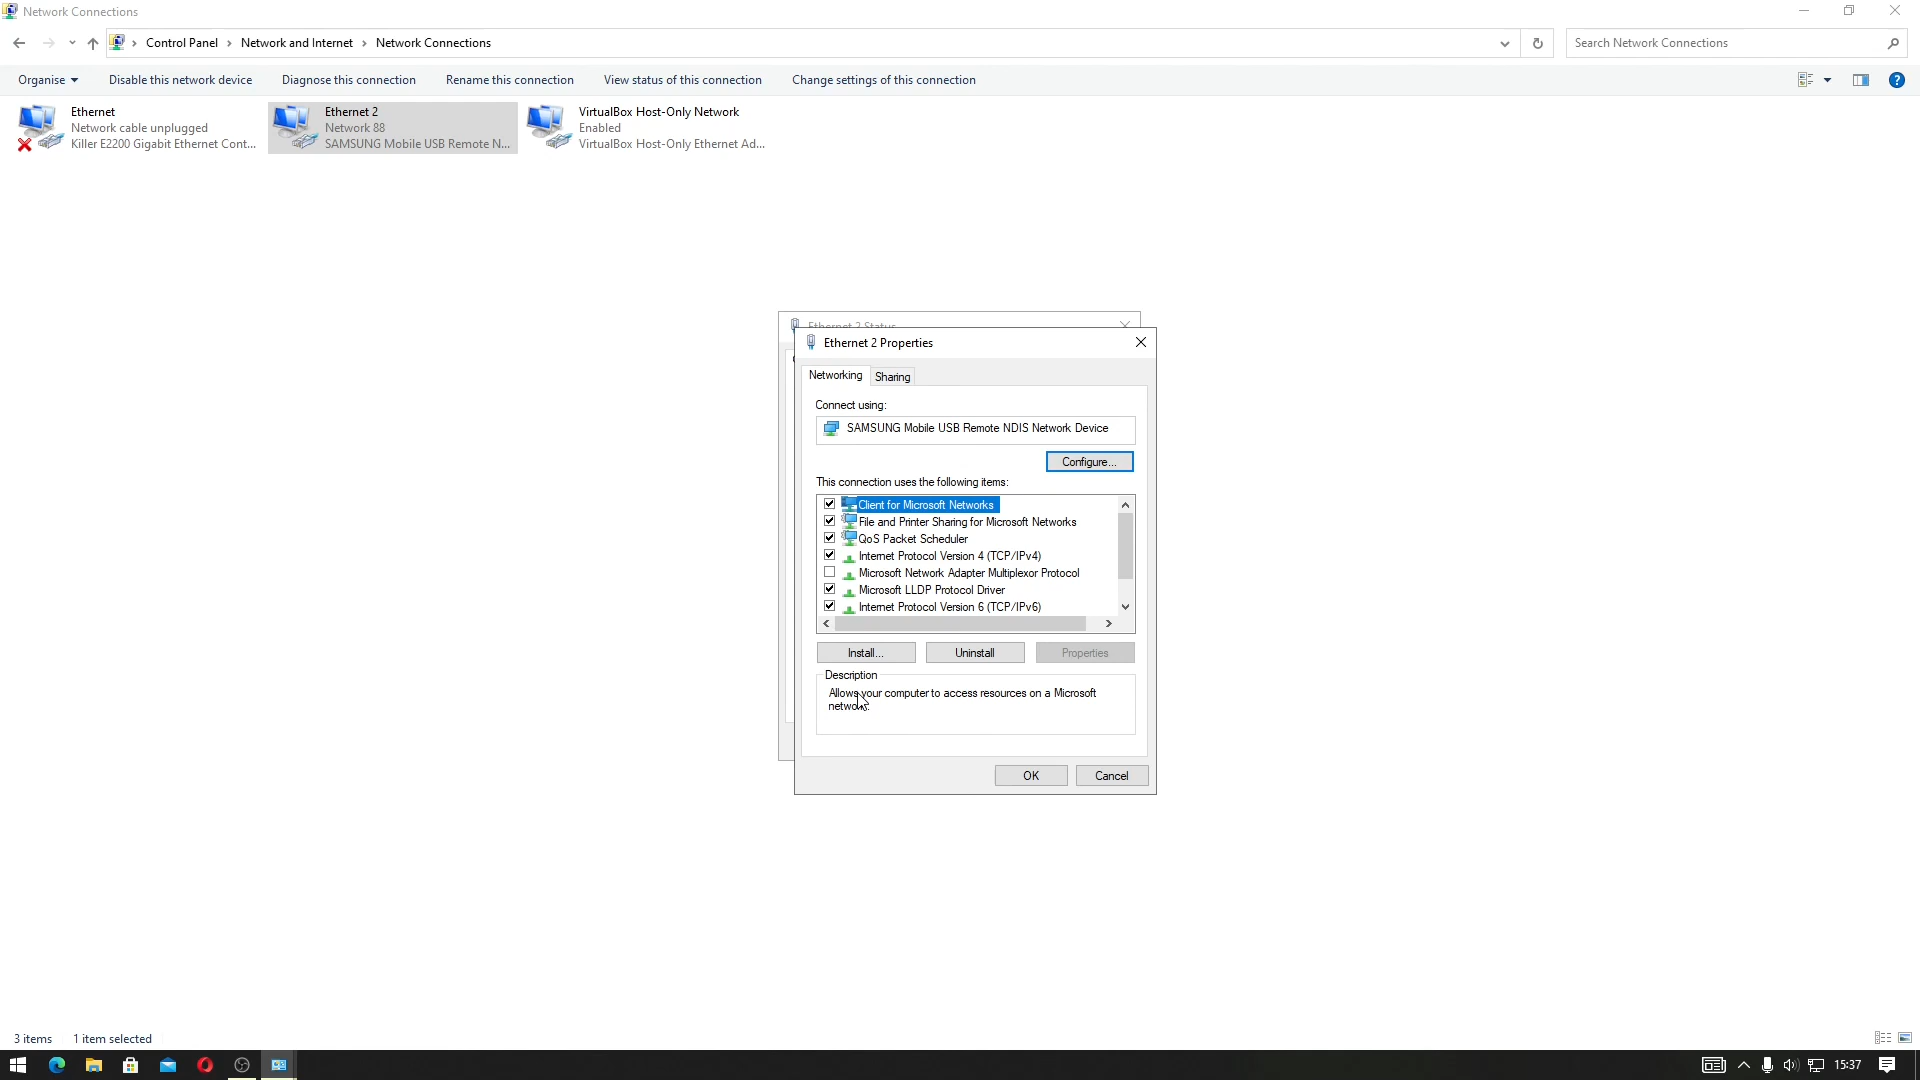 Network Connections
Control Panel > Network and Internet > Network Connections
Search Network Connections
Organise Disable this network device Diagnose this connection Rename this connection View status of this connection Change settings of this connection
Ethernet
Network cable unplugged
Killer E2200 Gigabit Ethernet Cont...
Ethernet 2
Network 88
SAMSUNG Mobile USB Remote N...
VirtualBox Host-Only Network
Enabled
VirtualBox Host-Only Ethernet Ad...
Ethernet 2 Status
Ethernet 2 Properties
Networking Sharing
Connect using:
SAMSUNG Mobile USB Remote NDIS Network Device
Configure...
This connection uses the following items:
Client for Microsoft Networks
File and Printer Sharing for Microsoft Networks
QoS Packet Scheduler
Internet Protocol Version 4 (TCP/IPv4)
Microsoft Network Adapter Multiplexor Protocol
Microsoft LLDP Protocol Driver
Internet Protocol Version 6 (TCP/IPv6)
Install... Uninstall Properties
Description
Allows your computer to access resources on a Microsoft
network.
OK Cancel
3 items 1 item selected
15:37